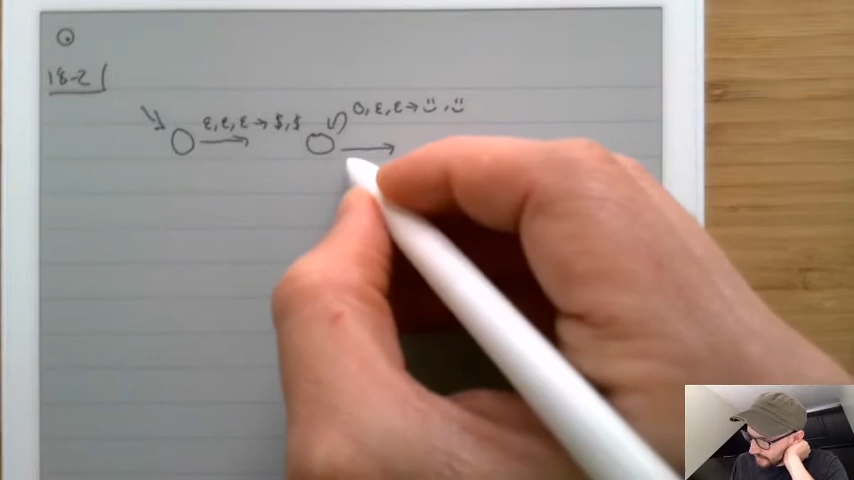 18-2
ε, ε, ε → $, $
0, ε, ε → ü, ü